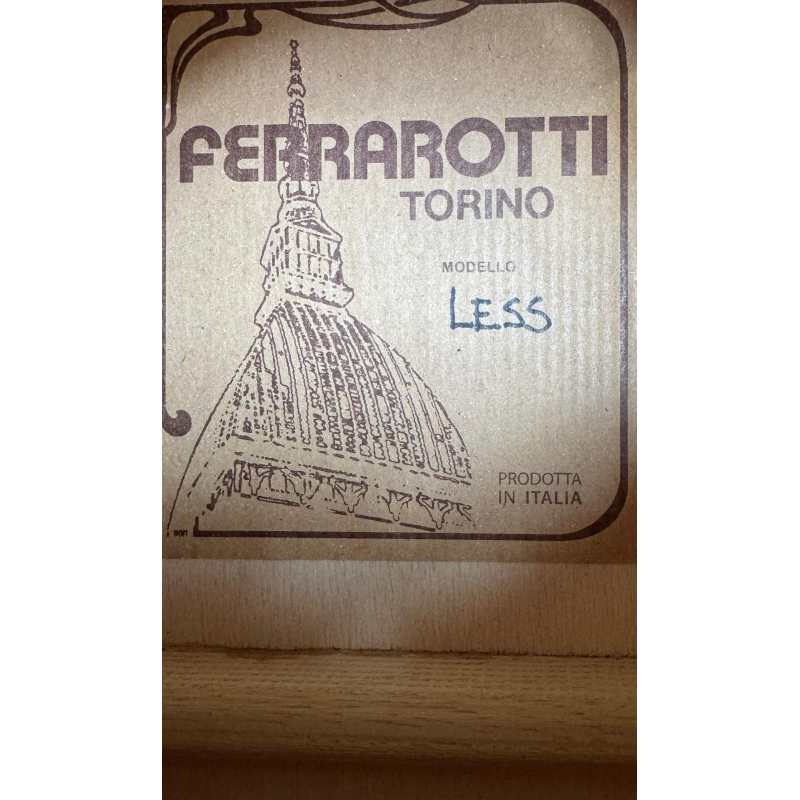 FERRAROTTI
TORINO
MODELLO
LESS
PRODOTTA
IN ITALIA